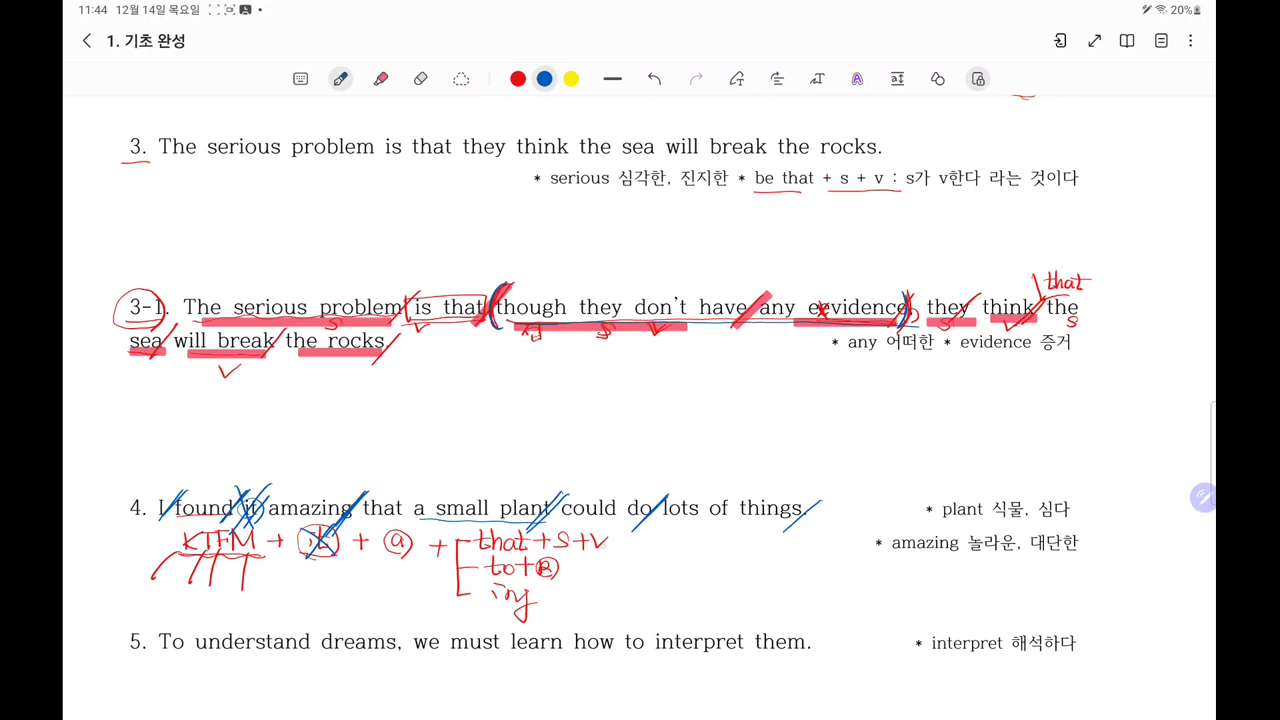 11:44 12월 14일 목요일 20%
1. 기초 완성
3. The serious problem is that they think the sea will break the rocks.
* serious 심각한, 진지한 * be that + s + v : s가 v한다 라는 것이다
that
3-1. The serious problem is that though they don't have any evidence, they think the
s v 접 s v s v s
sea will break the rocks.
* any 어떠한 * evidence 증거
v
4. I found it amazing that a small plant could do lots of things.
* plant 식물, 심다
KTFM + it + ⓐ + that+s+v
* amazing 놀라운, 대단한
to+Ⓡ
ing
5. To understand dreams, we must learn how to interpret them.
* interpret 해석하다